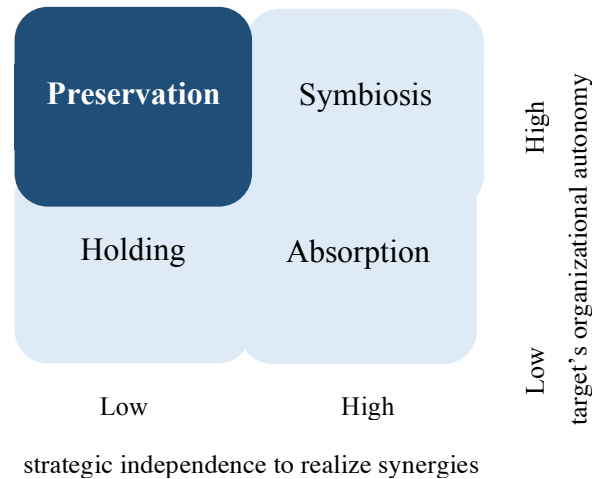 Preservation
Symbiosis
High
Holding
Absorption
Low
target's organizational autonomy
Low
High
strategic independence to realize synergies